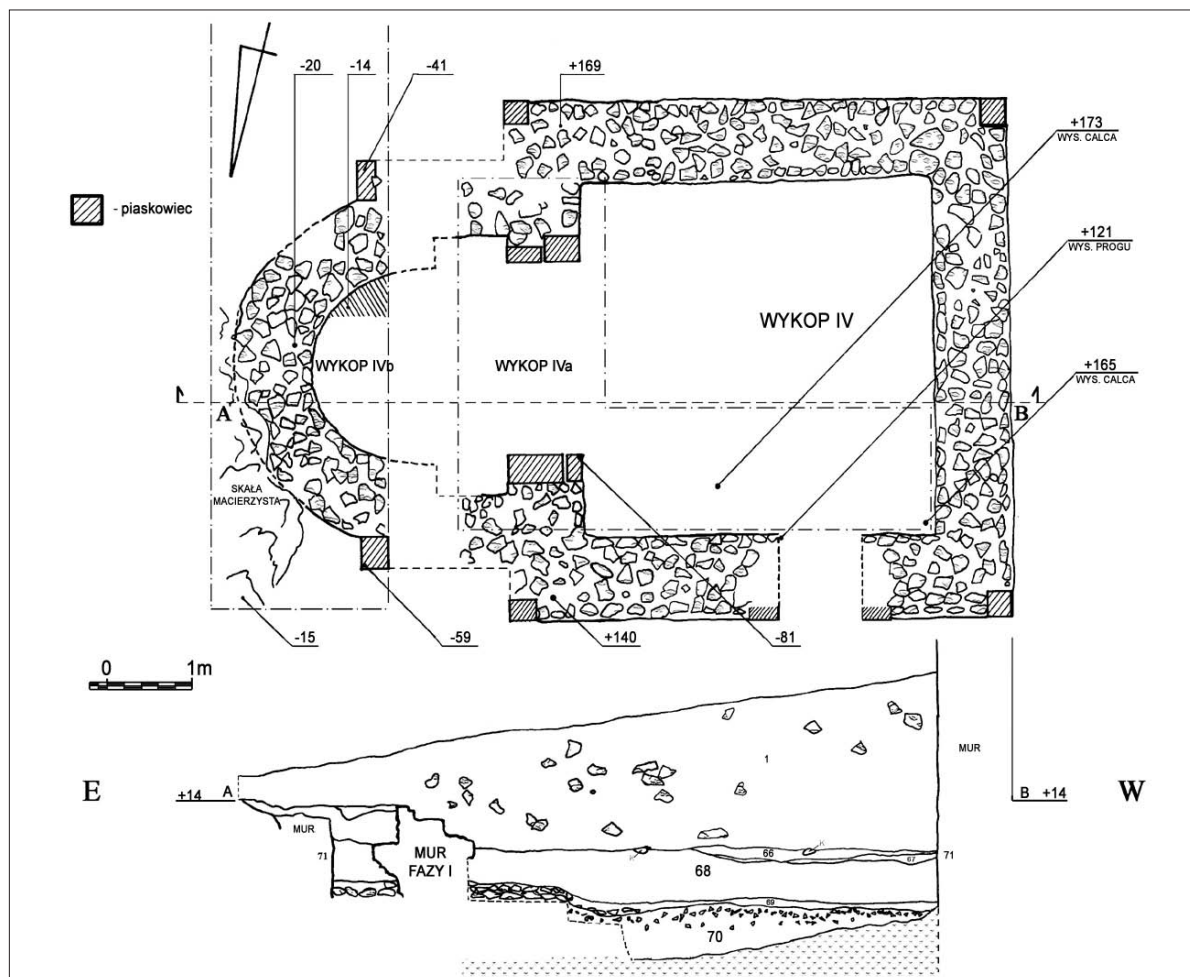 -20
-14
-41
+169
+173
WYS. CALCA
- piaskowiec
+121
WYS. PROGU
WYKOP IV
WYKOP IVb
WYKOP IVa
+165
WYS. CALCA
1
1
A
B
SKAŁA
MACIERZYSTA
-15
-59
+140
-81
0
1m
1
MUR
E
+14
A
B
+14
W
MUR
71
MUR
FAZY I
K
66
K
67
71
68
69
70